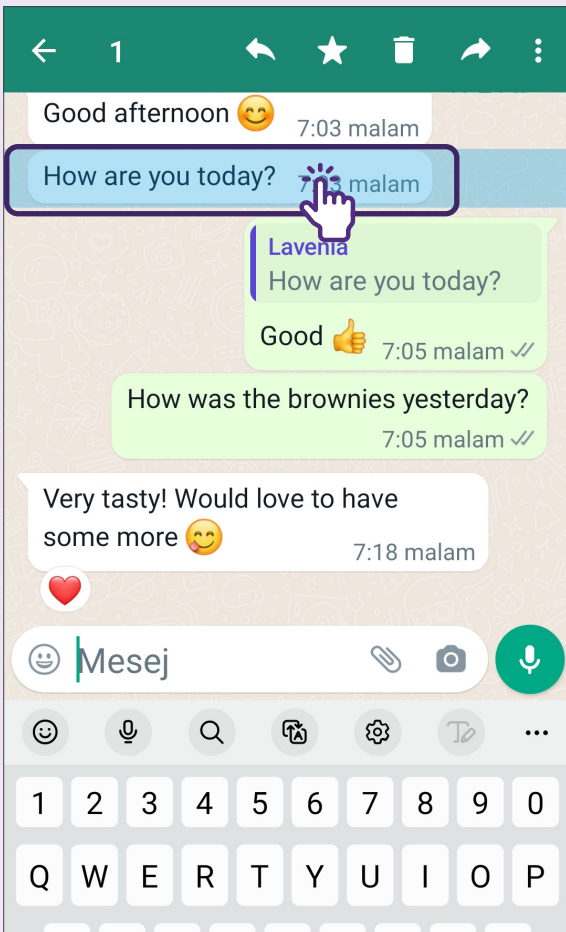 1
Good afternoon 😊 7:03 malam
How are you today? 7:03 malam
Lavenia
How are you today?
Good 👍 7:05 malam
How was the brownies yesterday?
7:05 malam
Very tasty! Would love to have
some more 😋 7:18 malam
Mesej
1 2 3 4 5 6 7 8 9 0
Q W E R T Y U I O P